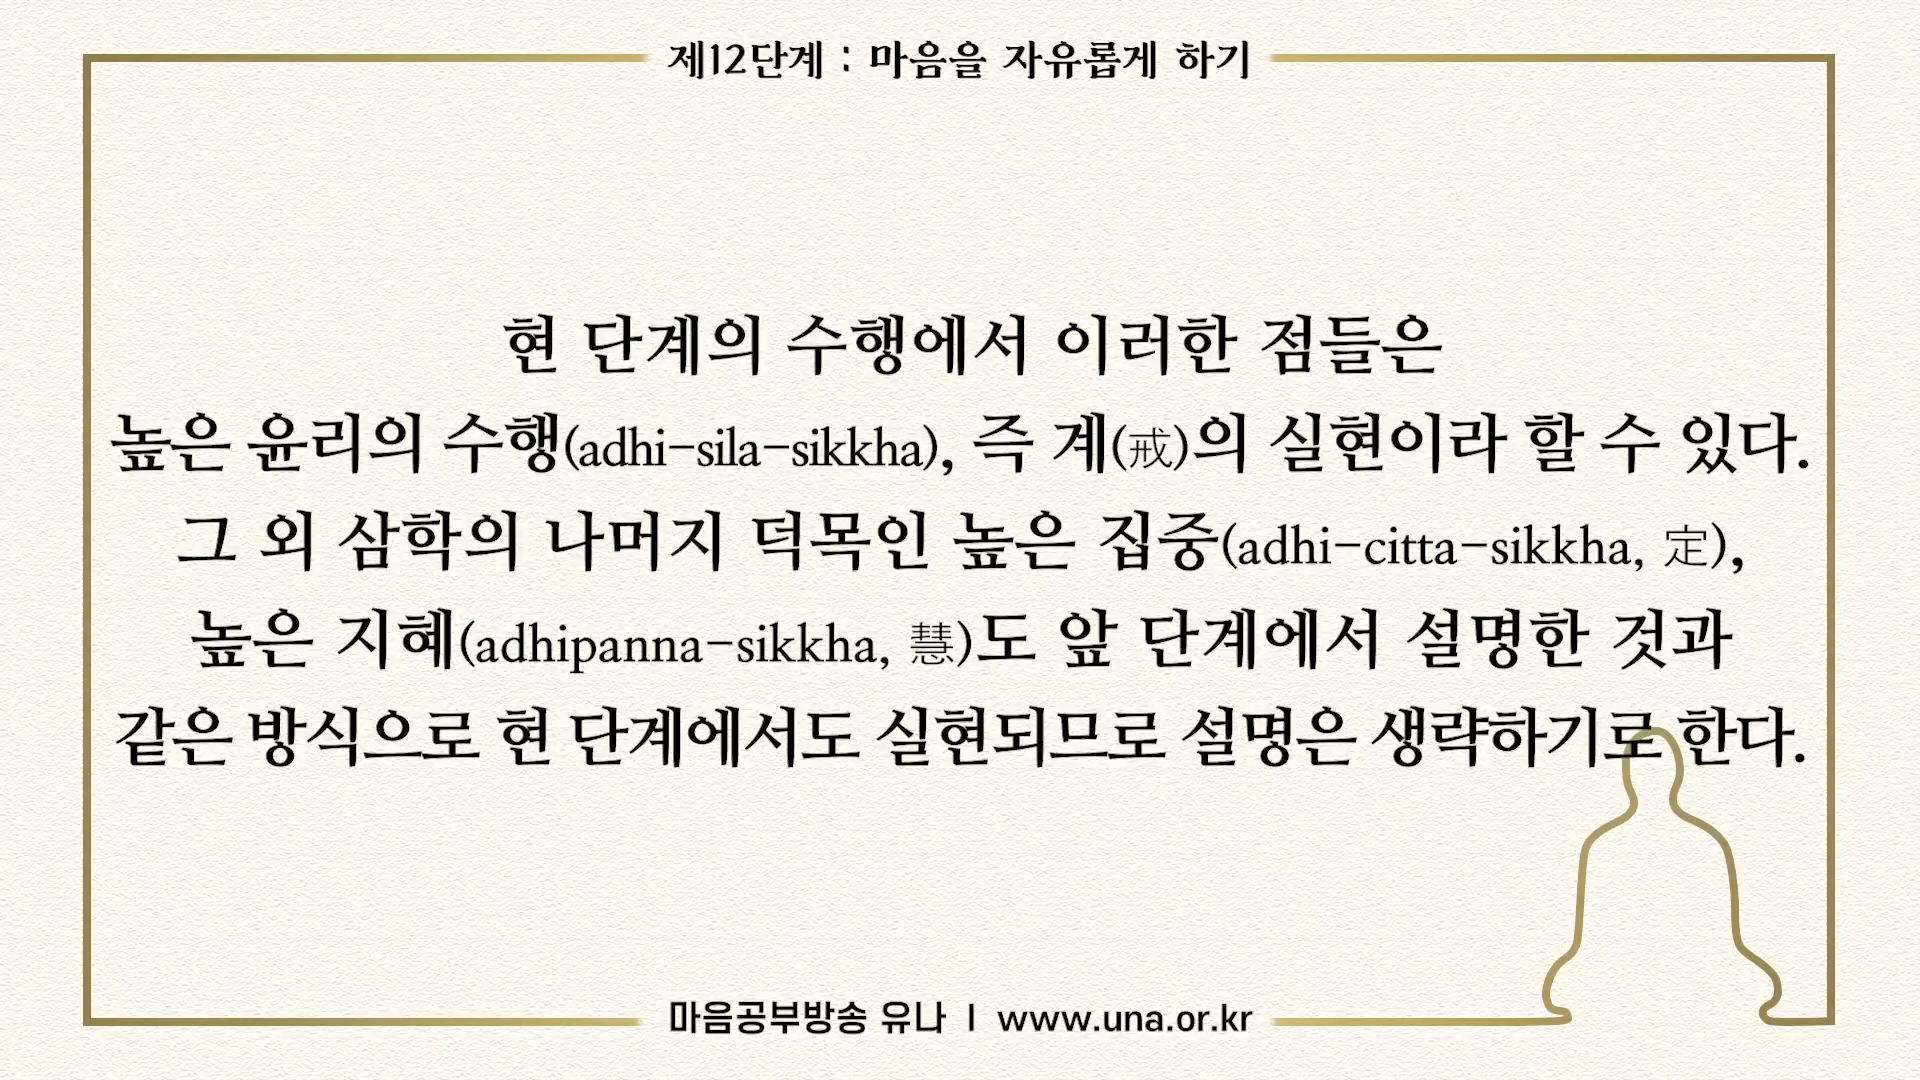 제12단계 : 마음을 자유롭게 하기
현 단계의 수행에서 이러한 점들은
높은 윤리의 수행(adhi-sila-sikkha), 즉 계(戒)의 실현이라 할 수 있다.
그 외 삼학의 나머지 덕목인 높은 집중(adhi-citta-sikkha, 定),
높은 지혜(adhipanna-sikkha, 慧)도 앞 단계에서 설명한 것과
같은 방식으로 현 단계에서도 실현되므로 설명은 생략하기로 한다.
마음공부방송 유나 | www.una.or.kr